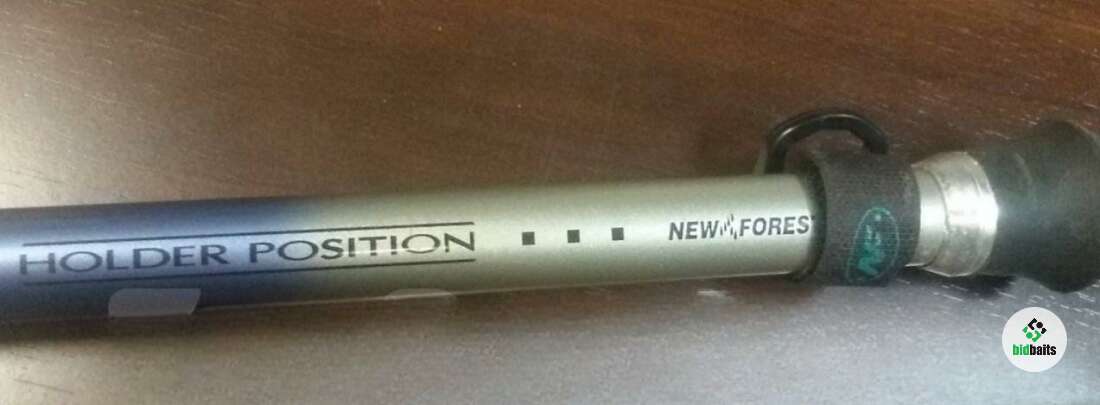 HOLDER POSITION
NEW FOREST
bidbaits